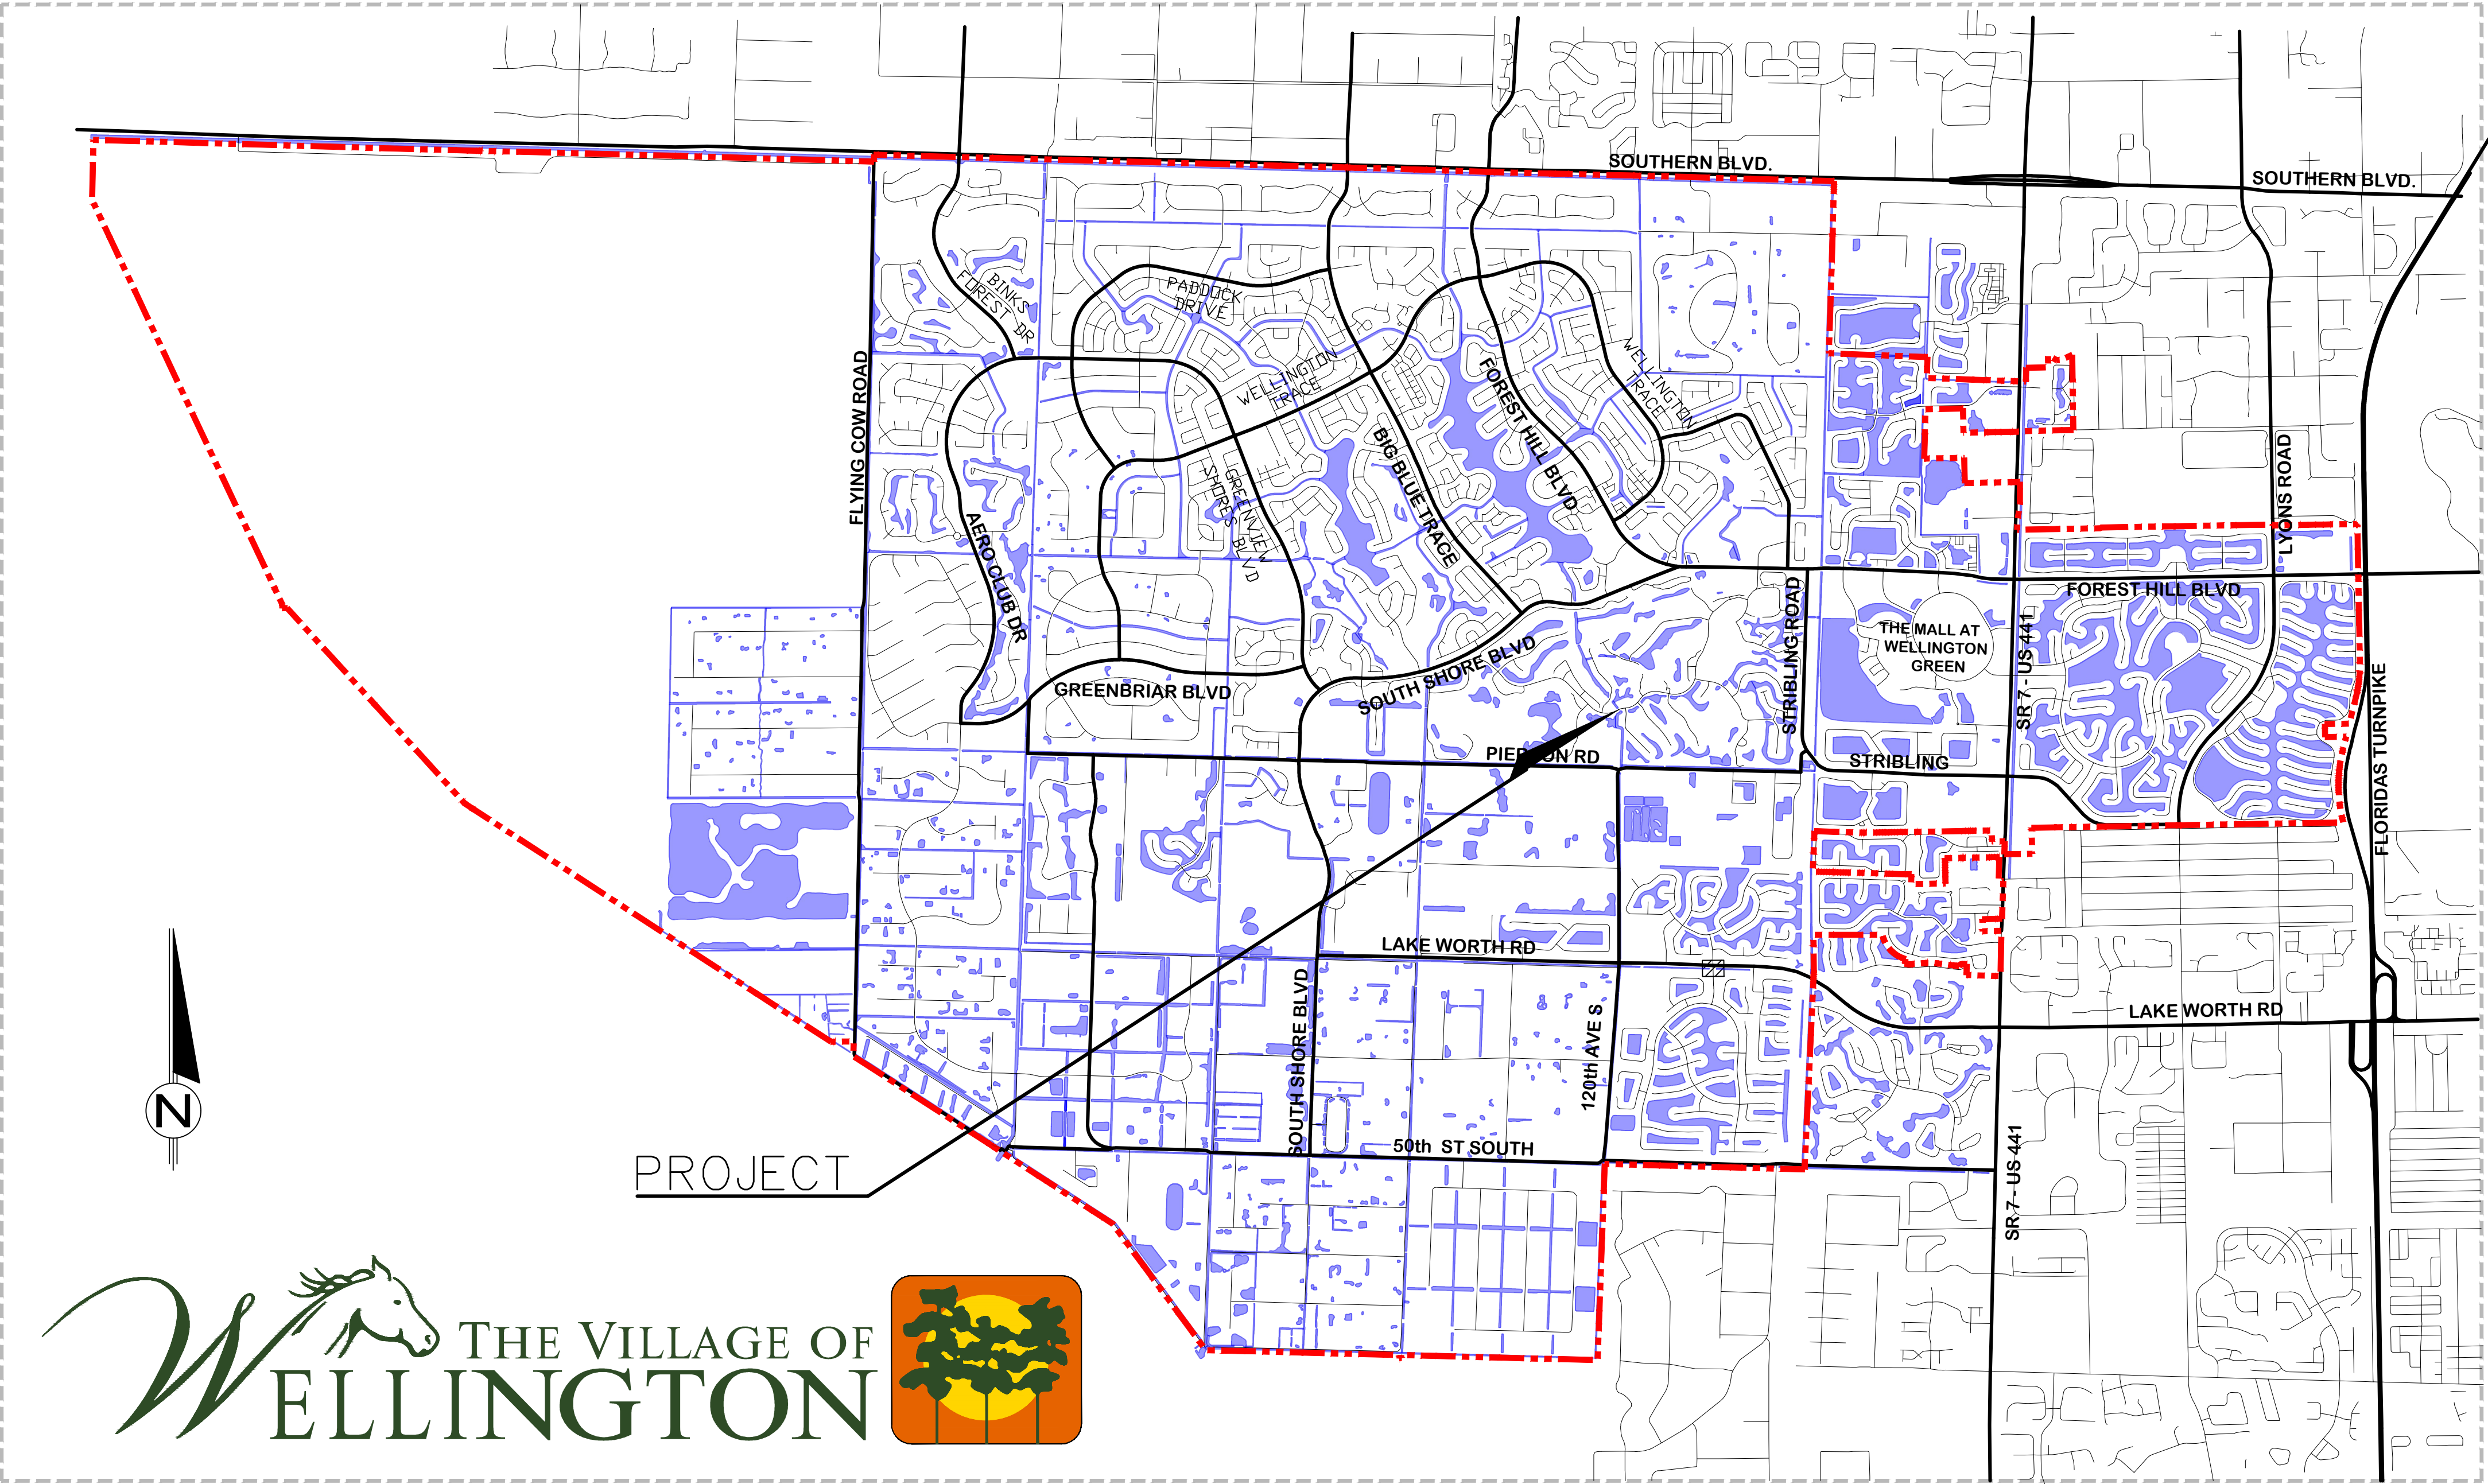 SOUTHERN BLVD.
SOUTHERN BLVD.
BINKS
FOREST DR
PADDOCK
DRIVE
WELLINGTON
TRACE
WELLINGTON
TRACE
FLYING COW ROAD
FOREST HILL BLVD
BIG BLUE TRACE
GREENVIEW
SHORES BLVD
AERO CLUB DR
LYONS ROAD
FOREST HILL BLVD
THE MALL AT
WELLINGTON
GREEN
STRIBLING ROAD
SR 7 - US 441
SOUTH SHORE BLVD
GREENBRIAR BLVD
FLORIDAS TURNPIKE
PIERSON RD
STRIBLING
LAKE WORTH RD
LAKE WORTH RD
SOUTH SHORE BLVD
120th AVE S
50th ST SOUTH
SR 7 - US 441
N
PROJECT
THE VILLAGE OF
WELLINGTON